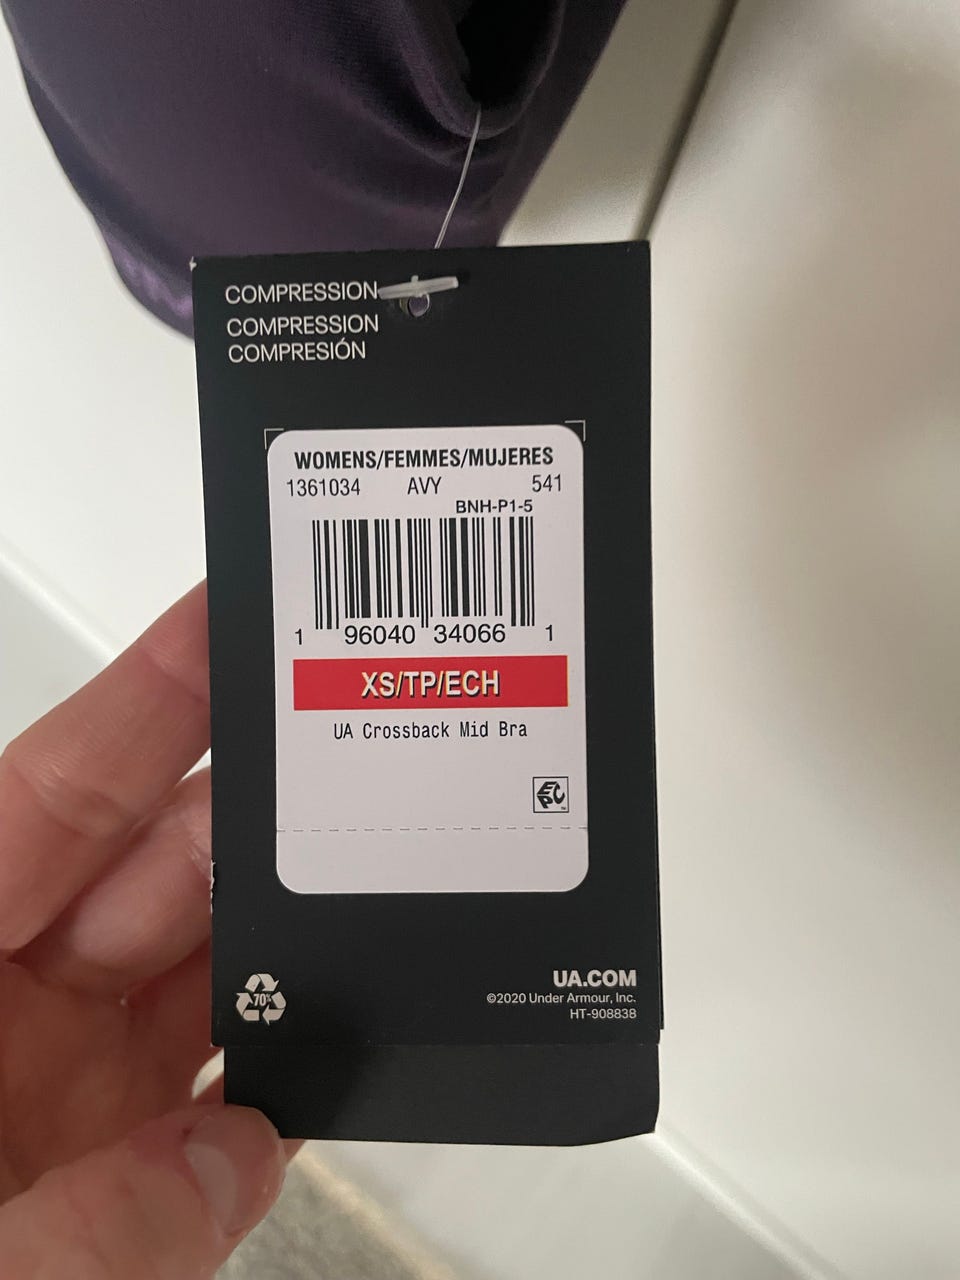 COMPRESSION
COMPRESSION
COMPRESIÓN
WOMENS/FEMMES/MUJERES
1361034 AVY 541
BNH-P1-5
1 96040 34066 1
XS/TP/ECH
UA Crossback Mid Bra
EPC
70%
UA.COM
©2020 Under Armour, Inc.
HT-908838